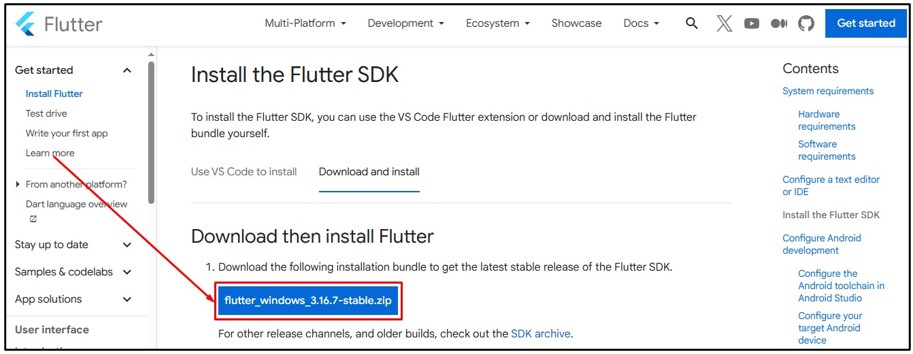 Flutter
Multi-Platform
Development
Ecosystem
Showcase
Docs
Get started
Get started
Install Flutter
Test drive
Write your first app
Learn more
From another platform?
Dart language overview
Stay up to date
Samples & codelabs
App solutions
User interface
Install the Flutter SDK
To install the Flutter SDK, you can use the VS Code Flutter extension or download and install the Flutter
bundle yourself.
Use VS Code to install
Download and install
Download then install Flutter
1. Download the following installation bundle to get the latest stable release of the Flutter SDK.
flutter_windows_3.16.7-stable.zip
For other release channels, and older builds, check out the SDK archive.
Contents
System requirements
Hardware
requirements
Software
requirements
Configure a text editor
or IDE
Install the Flutter SDK
Configure Android
development
Configure the
Android toolchain in
Android Studio
Configure your
target Android
device